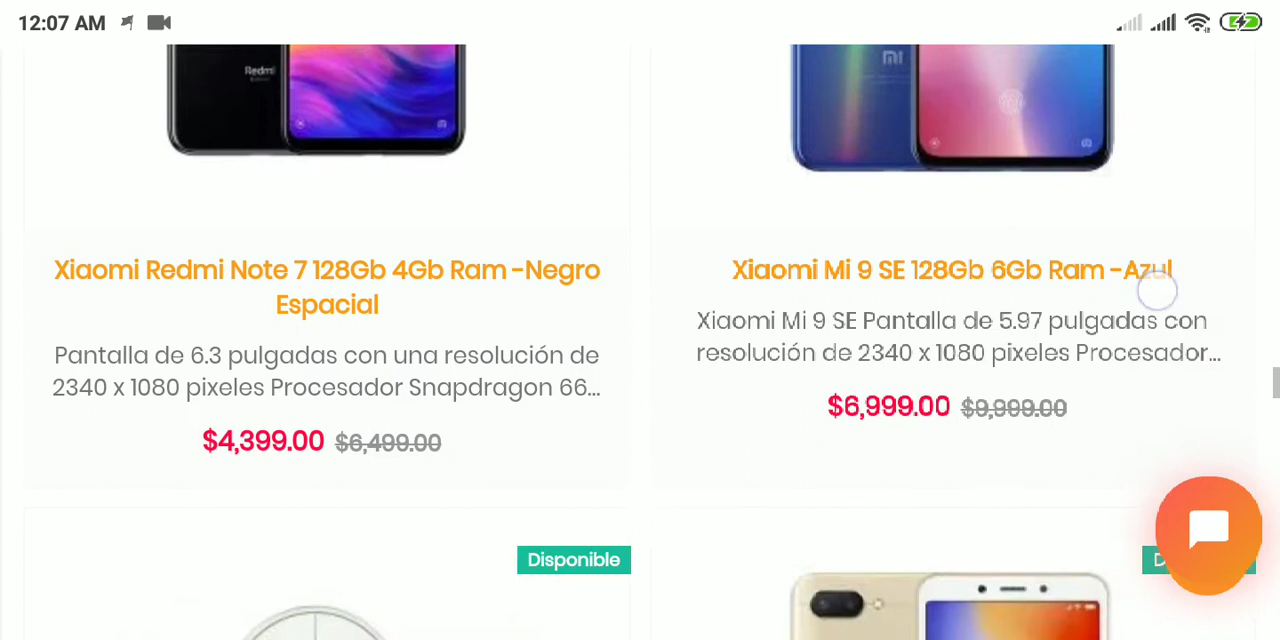 12:07 AM
Redmi
Xiaomi Redmi Note 7 128Gb 4Gb Ram -Negro
Espacial
Pantalla de 6.3 pulgadas con una resolución de
2340 x 1080 pixeles Procesador Snapdragon 66...
$4,399.00 $6,499.00
Xiaomi Mi 9 SE 128Gb 6Gb Ram -Azul
Xiaomi Mi 9 SE Pantalla de 5.97 pulgadas con
resolución de 2340 x 1080 pixeles Procesador...
$6,999.00 $9,999.00
Disponible